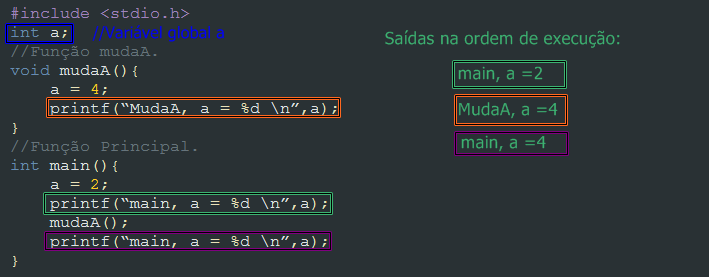 #include <stdio.h>
int a; //Variável global a
//Função mudaA.
void mudaA(){
a = 4;
printf(“MudaA, a = %d \n”,a);
}
//Função Principal.
int main(){
a = 2;
printf(“main, a = %d \n”,a);
mudaA();
printf(“main, a = %d \n”,a);
}
Saídas na ordem de execução:
main, a =2
MudaA, a =4
main, a =4